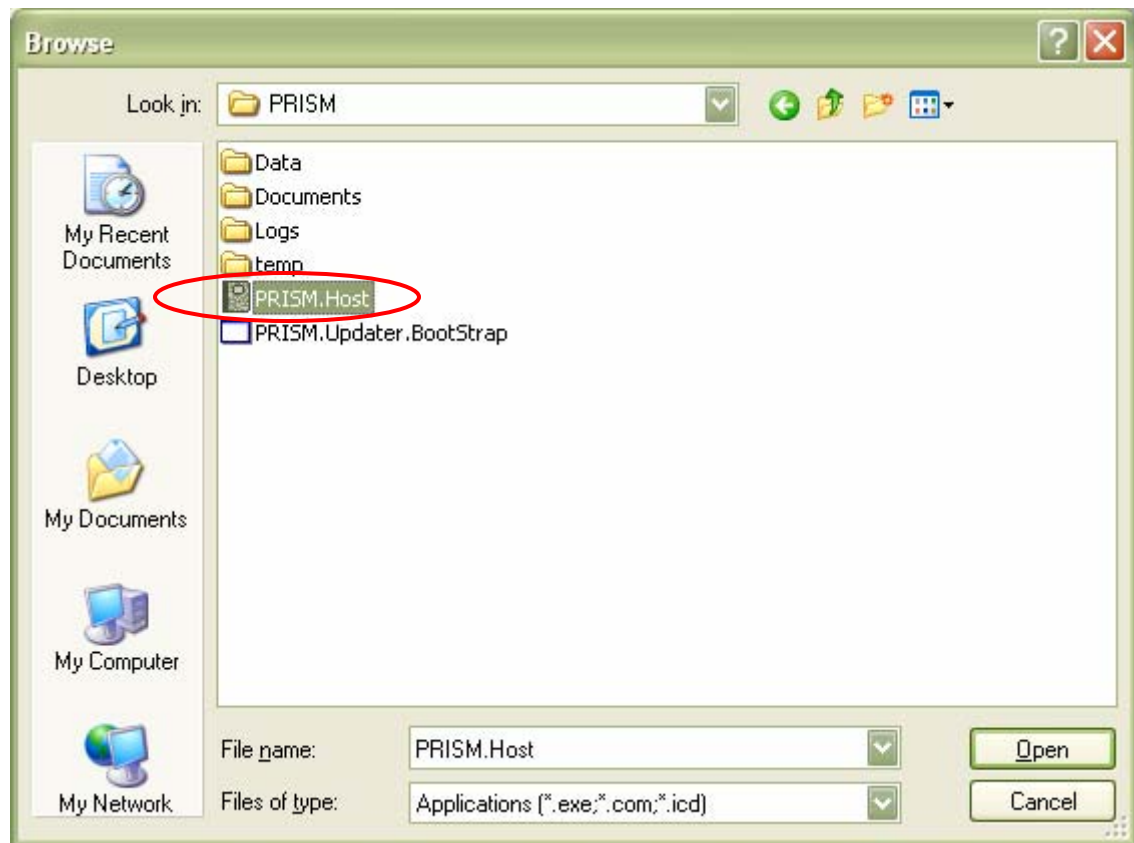 Browse
Look in:
PRISM
My Recent
Documents
Desktop
My Documents
My Computer
My Network
Data
Documents
Logs
temp
PRISM.Host
PRISM.Updater.BootStrap
File name:
PRISM.Host
Open
Files of type:
Applications (*.exe;*.com;*.icd)
Cancel